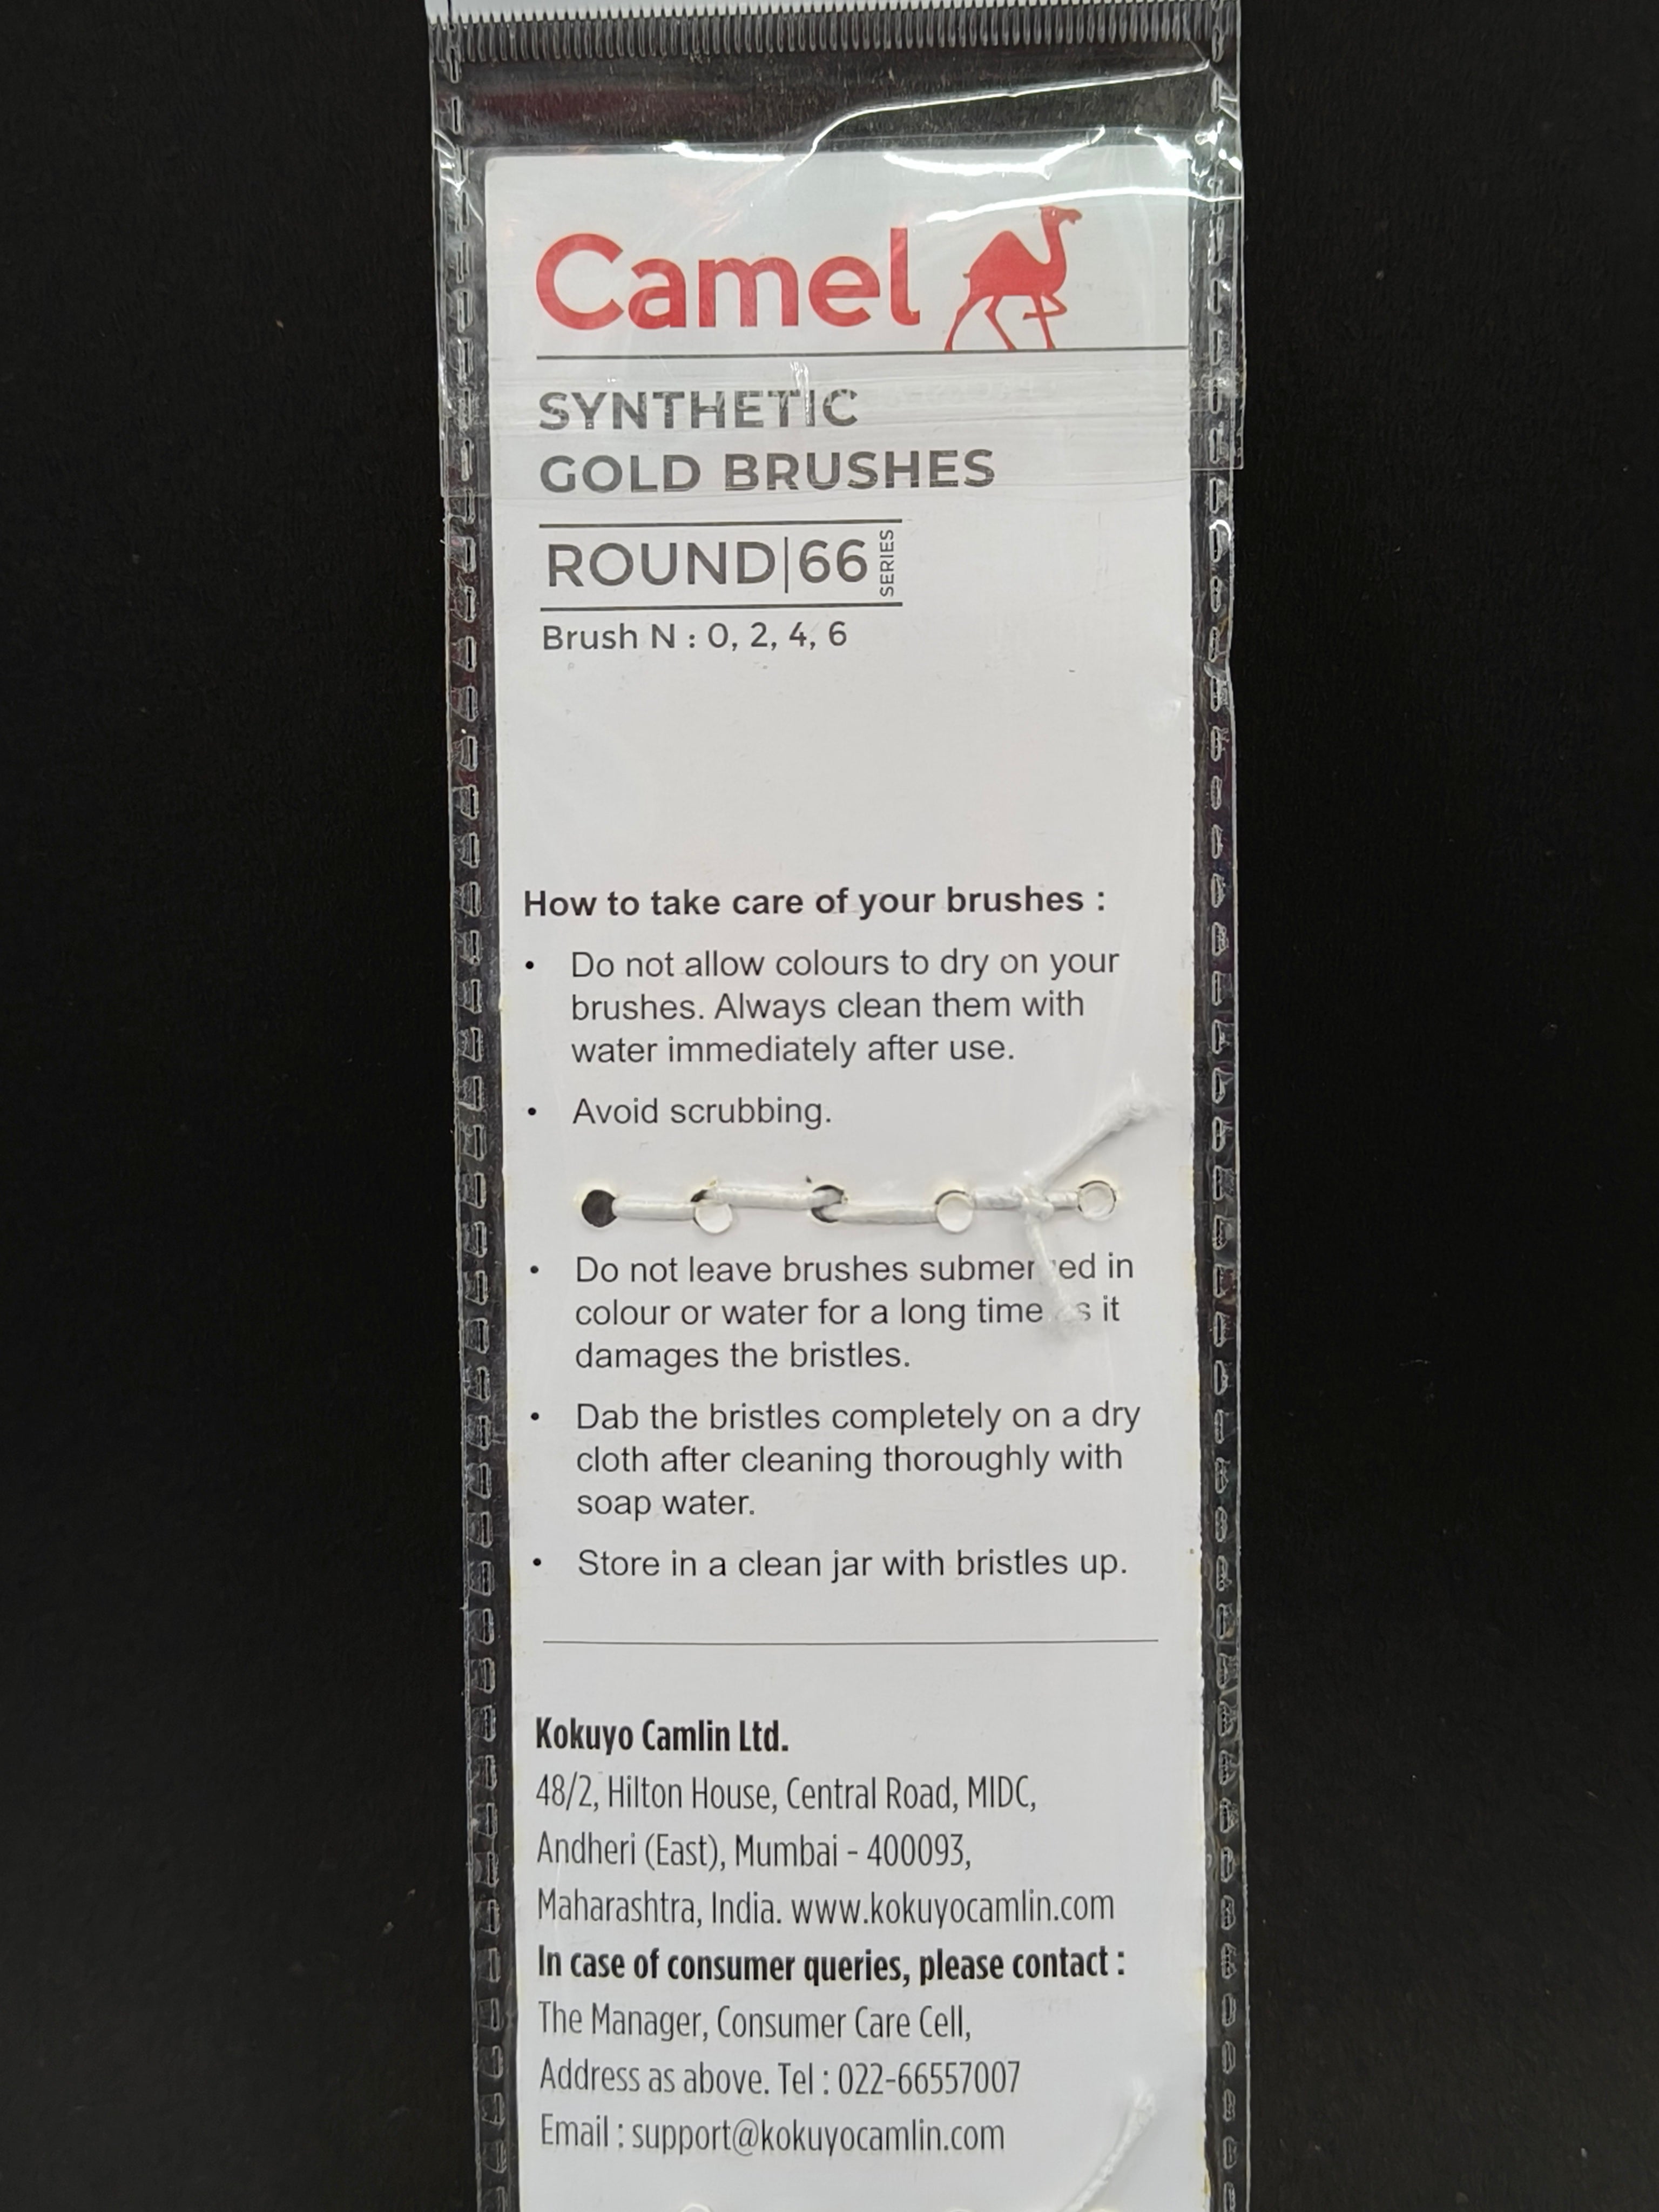 Camel
SYNTHETIC
GOLD BRUSHES
ROUND|66 SERIES
Brush N : 0, 2, 4, 6
How to take care of your brushes :
• Do not allow colours to dry on your
brushes. Always clean them with
water immediately after use.
• Avoid scrubbing.
• Do not leave brushes submerged in
colour or water for a long time as it
damages the bristles.
• Dab the bristles completely on a dry
cloth after cleaning thoroughly with
soap water.
• Store in a clean jar with bristles up.
Kokuyo Camlin Ltd.
48/2, Hilton House, Central Road, MIDC,
Andheri (East), Mumbai - 400093,
Maharashtra, India. www.kokuyocamlin.com
In case of consumer queries, please contact :
The Manager, Consumer Care Cell,
Address as above. Tel : 022-66557007
Email : support@kokuyocamlin.com